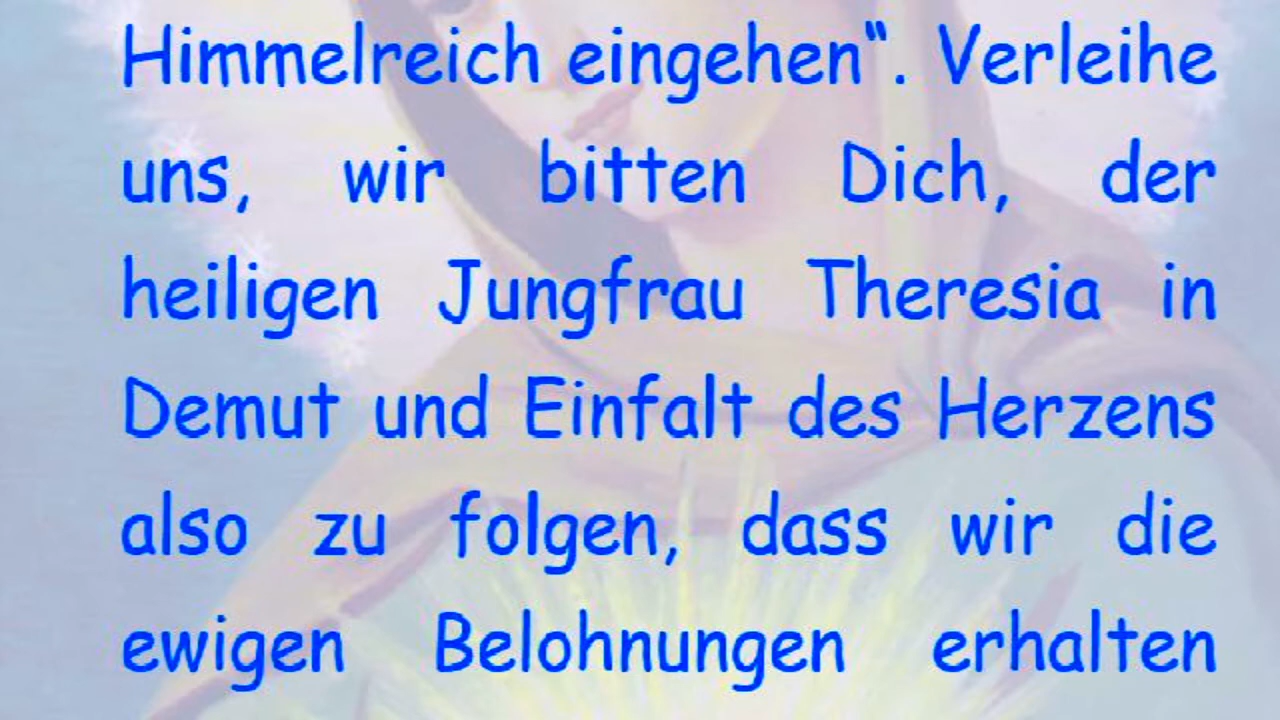 Himmelreich eingehen“. Verleihe
uns, wir bitten Dich, der
heiligen Jungfrau Theresia in
Demut und Einfalt des Herzens
also zu folgen, dass wir die
ewigen Belohnungen erhalten